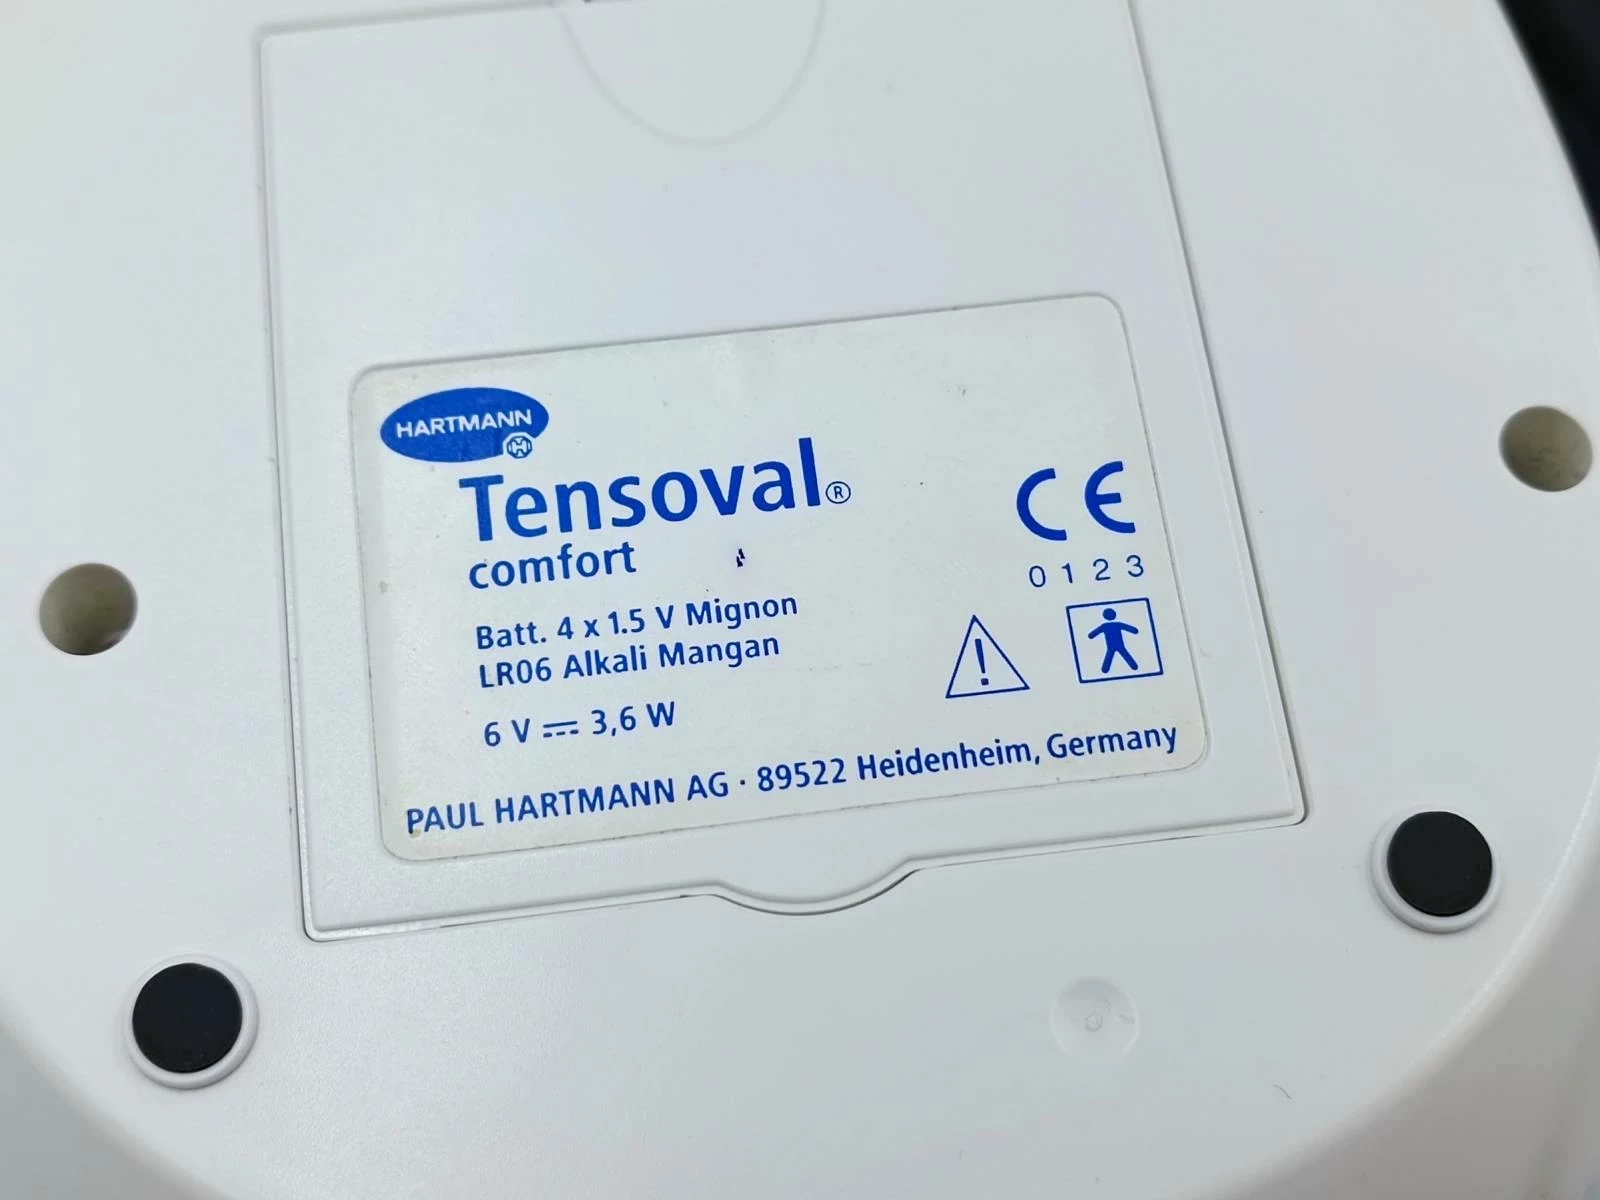 HARTMANN
Tensoval®
comfort
Batt. 4 x 1.5 V Mignon
LR06 Alkali Mangan
6 V ⎓ 3,6 W
CE
0123
PAUL HARTMANN AG · 89522 Heidenheim, Germany